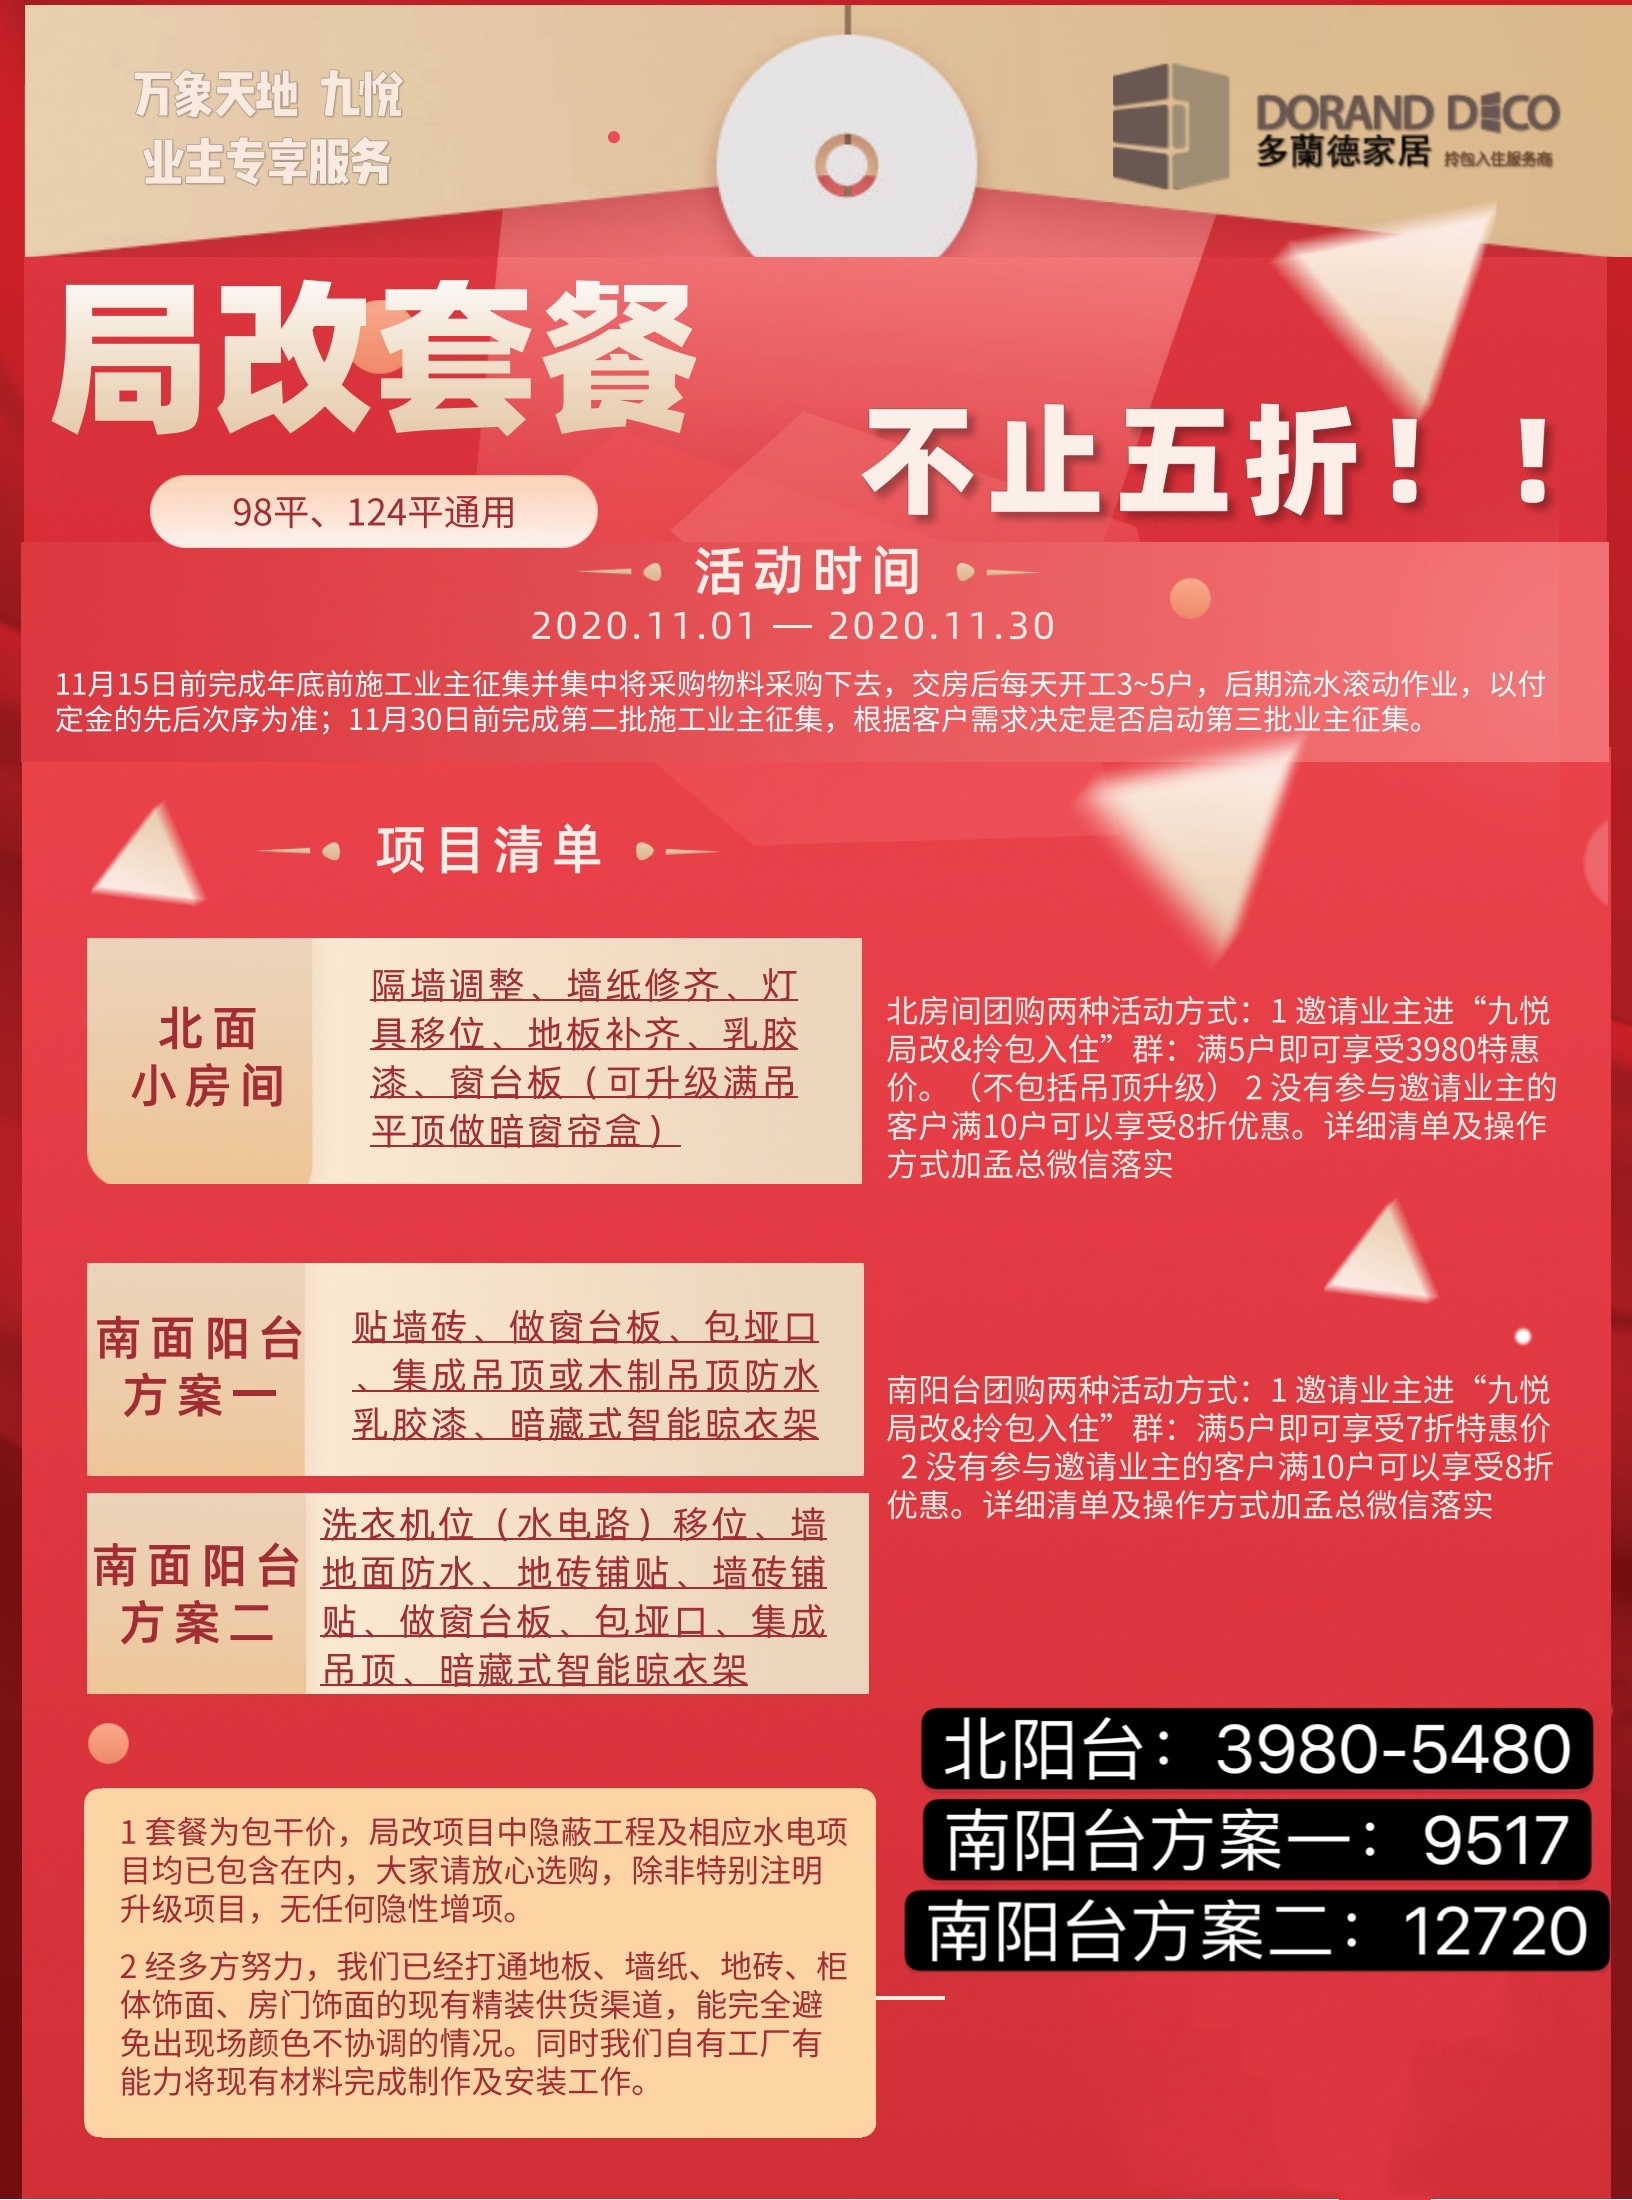 万象天地 九悦
业主专享服务
DORAND DECO
多蘭德家居 拎包入住服务商
局改套餐
不止五折！！
98平、124平通用
活动时间
2020.11.01 — 2020.11.30
11月15日前完成年底前施工业主征集并集中将采购物料采购下去，交房后每天开工3~5户，后期流水滚动作业，以付
定金的先后次序为准；11月30日前完成第二批施工业主征集，根据客户需求决定是否启动第三批业主征集。
项目清单
北面
小房间
隔墙调整、墙纸修齐、灯
具移位、地板补齐、乳胶
漆、窗台板（可升级满吊
平顶做暗窗帘盒）
北房间团购两种活动方式：1 邀请业主进“九悦
局改&拎包入住”群：满5户即可享受3980特惠
价。（不包括吊顶升级） 2 没有参与邀请业主的
客户满10户可以享受8折优惠。详细清单及操作
方式加孟总微信落实
南面阳台
方案一
贴墙砖、做窗台板、包垭口
、集成吊顶或木制吊顶防水
乳胶漆、暗藏式智能晾衣架
南阳台团购两种活动方式：1 邀请业主进“九悦
局改&拎包入住”群：满5户即可享受7折特惠价
2 没有参与邀请业主的客户满10户可以享受8折
优惠。详细清单及操作方式加孟总微信落实
南面阳台
方案二
洗衣机位（水电路）移位、墙
地面防水、地砖铺贴、墙砖铺
贴、做窗台板、包垭口、集成
吊顶、暗藏式智能晾衣架
北阳台：3980-5480
南阳台方案一：9517
南阳台方案二：12720
1 套餐为包干价，局改项目中隐蔽工程及相应水电项
目均已包含在内，大家请放心选购，除非特别注明
升级项目，无任何隐性增项。
2 经多方努力，我们已经打通地板、墙纸、地砖、柜
体饰面、房门饰面的现有精装供货渠道，能完全避
免出现场颜色不协调的情况。同时我们自有工厂有
能力将现有材料完成制作及安装工作。